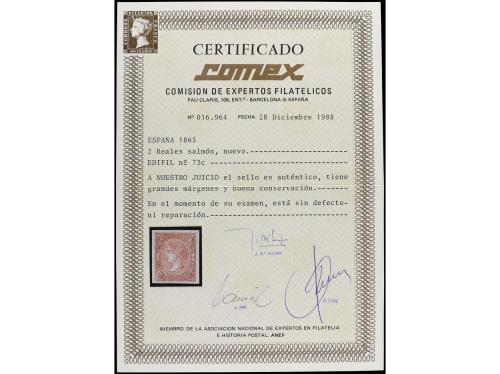 CERTIFICADO
comex
COMISION DE EXPERTOS FILATELICOS
PAU CLARIS, 106, ENT.º - BARCELONA-9-ESPAÑA
Nº 016.964 FECHA 28 Diciembre 1988
ESPAÑA 1865
2 Reales salmón, nuevo.
EDIFIL nº 73c
A NUESTRO JUICIO el sello es auténtico, tiene
grandes márgenes y buena conservación.
En el momento de su examen, está sin defecto
ni reparación.
MIEMBRO DE LA ASOCIACION NACIONAL DE EXPERTOS EN FILATELIA
E HISTORIA POSTAL. ANEF